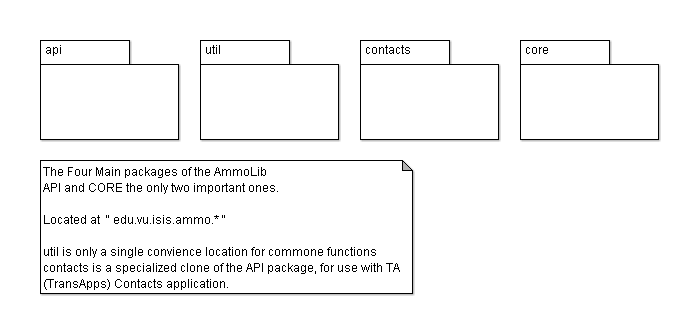 api
util
contacts
core
The Four Main packages of the AmmoLib
API and CORE the only two important ones.
Located at " edu.vu.isis.ammo.* "
util is only a single convience location for commone functions
contacts is a specialized clone of the API package, for use with TA
(TransApps) Contacts application.